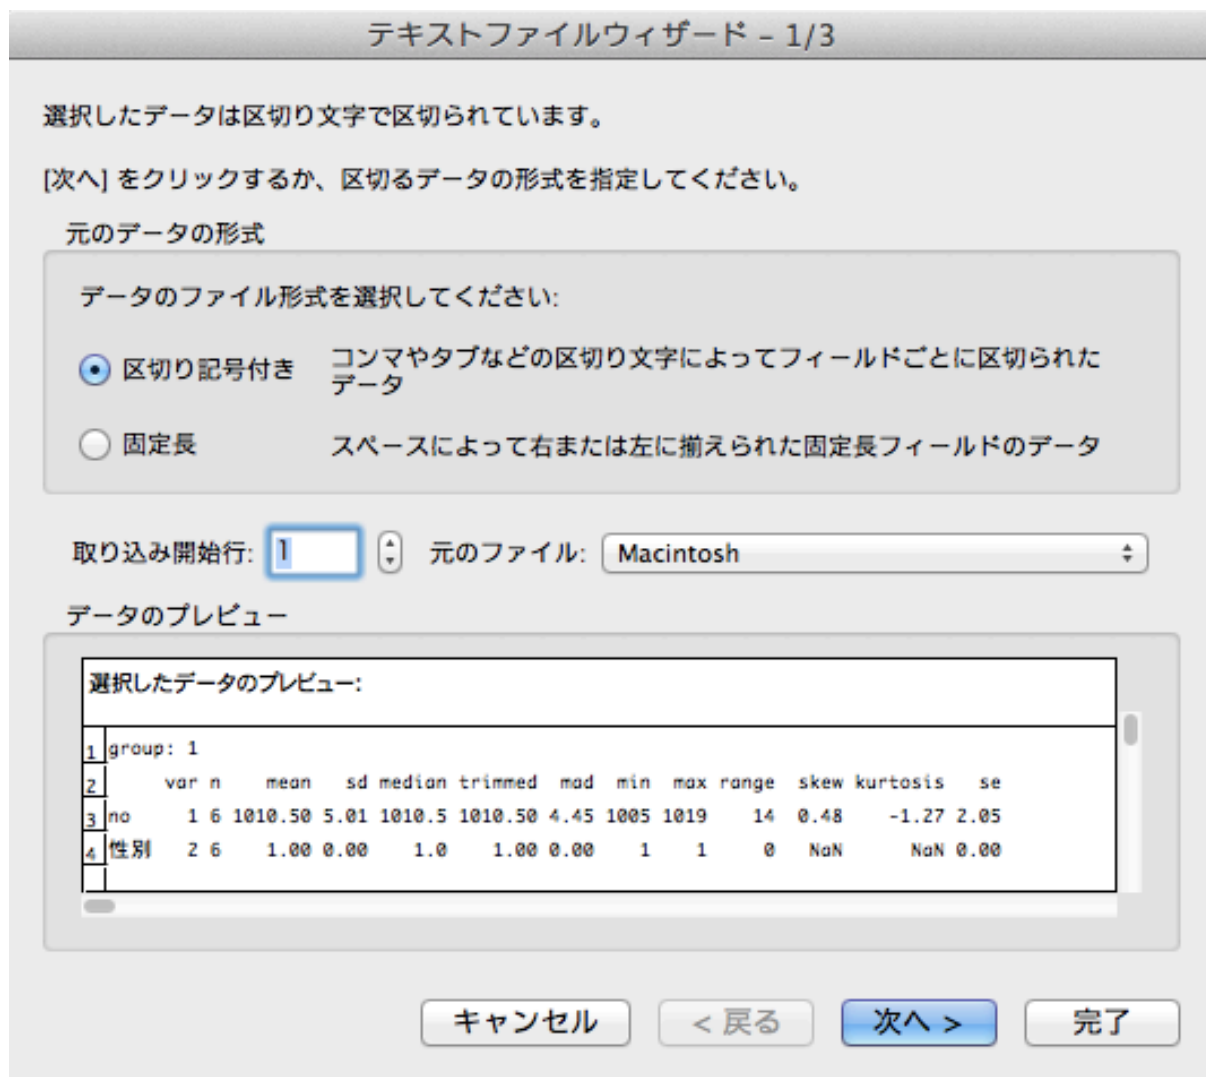 テキストファイルウィザード – 1/3
選択したデータは区切り文字で区切られています。
[次へ] をクリックするか、区切るデータの形式を指定してください。
元のデータの形式
データのファイル形式を選択してください:
区切り記号付き コンマやタブなどの区切り文字によってフィールドごとに区切られた
データ
固定長 スペースによって右または左に揃えられた固定長フィールドのデータ
取り込み開始行: 1 元のファイル: Macintosh
データのプレビュー
選択したデータのプレビュー:
1 group: 1
2 var n mean sd median trimmed mad min max range skew kurtosis se
3 no 1 6 1010.50 5.01 1010.5 1010.50 4.45 1005 1019 14 0.48 -1.27 2.05
4 性別 2 6 1.00 0.00 1.0 1.00 0.00 1 1 0 NaN NaN 0.00
キャンセル < 戻る 次へ > 完了